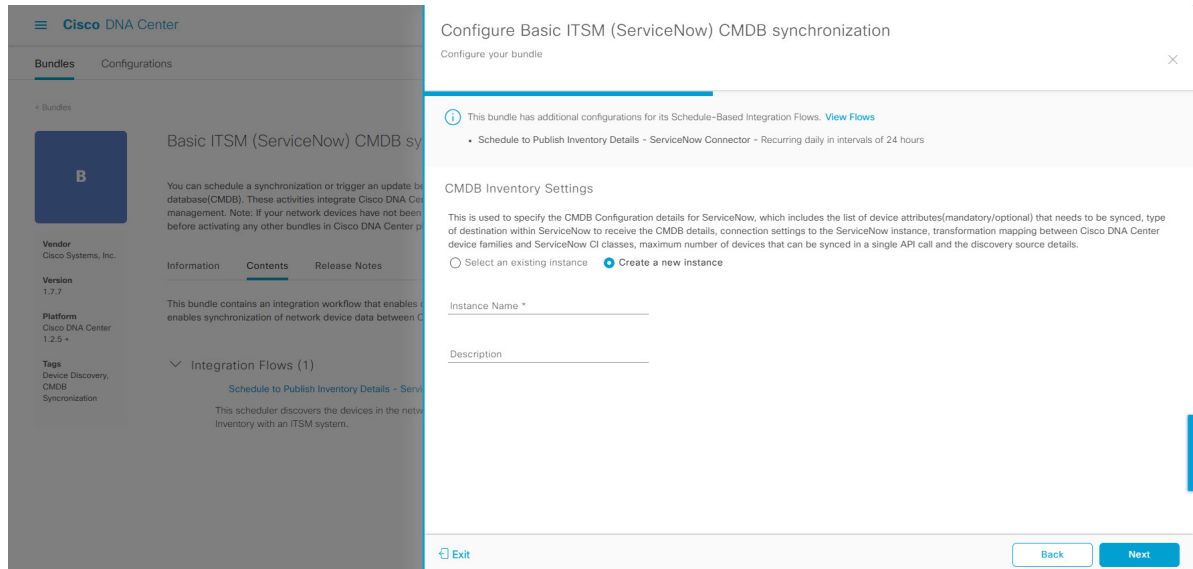 Cisco DNA Center
Bundles Configurations
< Bundles
B
Vendor
Cisco Systems, Inc.
Version
1.7.7
Platform
Cisco DNA Center
1.2.5 +
Tags
Device Discovery,
CMDB
Syncronization
Basic ITSM (ServiceNow) CMDB sy
You can schedule a synchronization or trigger an update be
database(CMDB). These activities integrate Cisco DNA Cen
management. Note: If your network devices have not been
before activating any other bundles in Cisco DNA Center pl
Information Contents Release Notes
This bundle contains an integration workflow that enables
enables synchronization of network device data between C
Integration Flows (1)
Schedule to Publish Inventory Details - Servi
This scheduler discovers the devices in the netw
Inventory with an ITSM system.
Configure Basic ITSM (ServiceNow) CMDB synchronization
Configure your bundle
This bundle has additional configurations for its Schedule-Based Integration Flows. View Flows
• Schedule to Publish Inventory Details - ServiceNow Connector - Recurring daily in intervals of 24 hours
CMDB Inventory Settings
This is used to specify the CMDB Configuration details for ServiceNow, which includes the list of device attributes(mandatory/optional) that needs to be synced, type
of destination within ServiceNow to receive the CMDB details, connection settings to the ServiceNow instance, transformation mapping between Cisco DNA Center
device families and ServiceNow CI classes, maximum number of devices that can be synced in a single API call and the discovery source details.
Select an existing instance Create a new instance
Instance Name *
Description
Exit
Back Next